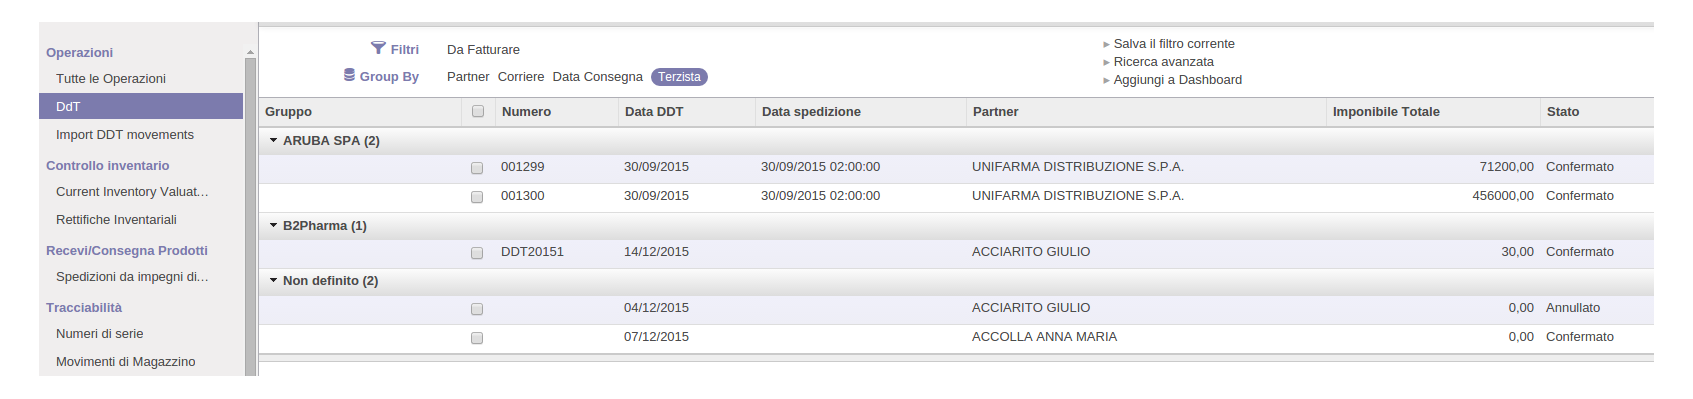 Operazioni
Tutte le Operazioni
DdT
Import DDT movements
Controllo inventario
Current Inventory Valuat...
Rettifiche Inventariali
Recevi/Consegna Prodotti
Spedizioni da impegni di...
Tracciabilità
Numeri di serie
Movimenti di Magazzino
Filtri Da Fatturare
Group By Partner Corriere Data Consegna Terzista
Salva il filtro corrente
Ricerca avanzata
Aggiungi a Dashboard
Gruppo Numero Data DDT Data spedizione Partner Imponibile Totale Stato
ARUBA SPA (2)
001299 30/09/2015 30/09/2015 02:00:00 UNIFARMA DISTRIBUZIONE S.P.A. 71200,00 Confermato
001300 30/09/2015 30/09/2015 02:00:00 UNIFARMA DISTRIBUZIONE S.P.A. 456000,00 Confermato
B2Pharma (1)
DDT20151 14/12/2015 ACCIARITO GIULIO 30,00 Confermato
Non definito (2)
04/12/2015 ACCIARITO GIULIO 0,00 Annullato
07/12/2015 ACCOLLA ANNA MARIA 0,00 Confermato